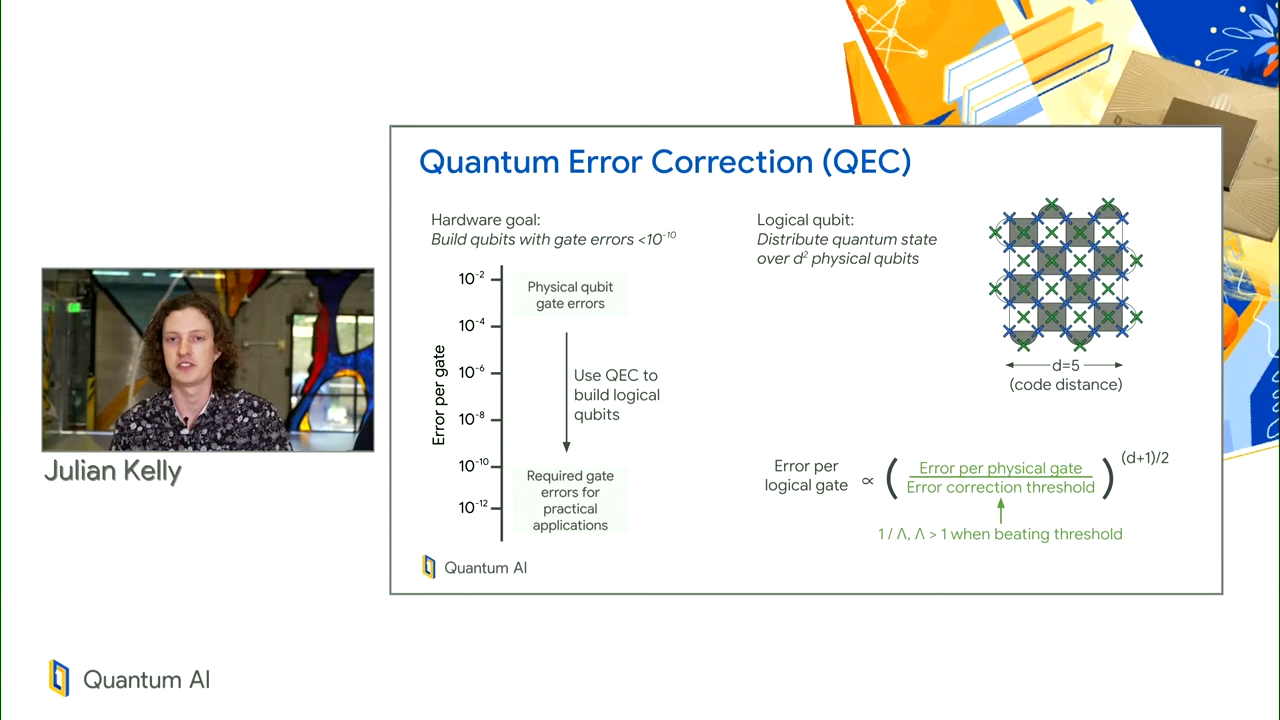 Quantum Error Correction (QEC)
Hardware goal:
Build qubits with gate errors <10⁻¹⁰
Error per gate
10⁻²
10⁻⁴
10⁻⁶
10⁻⁸
10⁻¹⁰
10⁻¹²
Physical qubit
gate errors
Use QEC to
build logical
qubits
Required gate
errors for
practical
applications
Logical qubit:
Distribute quantum state
over d² physical qubits
d=5
(code distance)
Error per
logical gate
∝ ( Error per physical gate
Error correction threshold ) (d+1)/2
1 / Λ, Λ > 1 when beating threshold
Quantum AI
Julian Kelly
Quantum AI